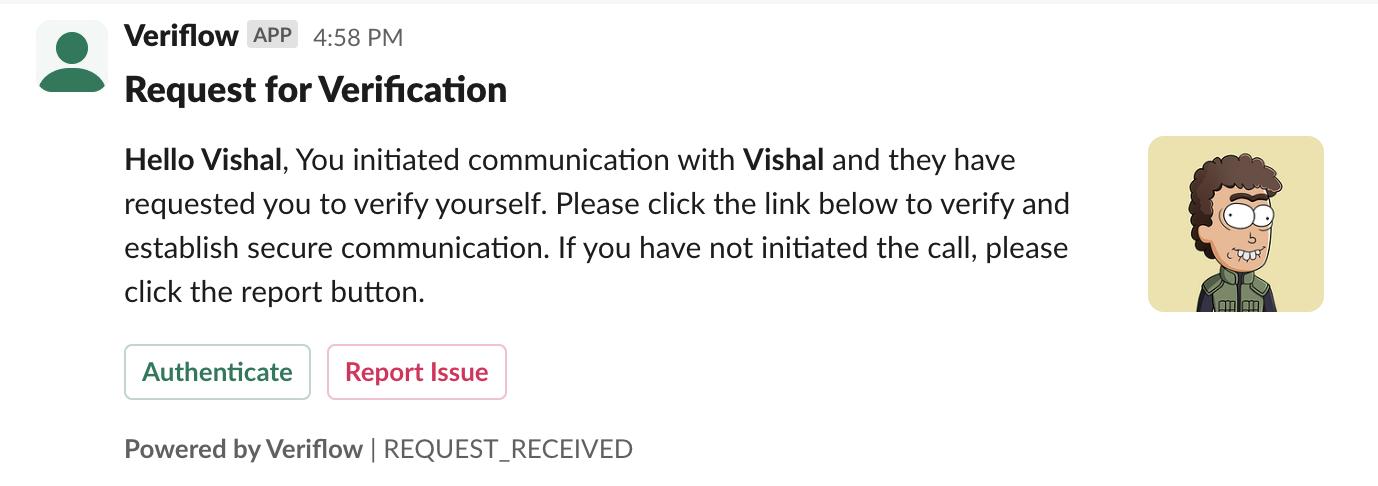 Veriflow APP 4:58 PM
Request for Verification
Hello Vishal, You initiated communication with Vishal and they have
requested you to verify yourself. Please click the link below to verify and
establish secure communication. If you have not initiated the call, please
click the report button.
Authenticate Report Issue
Powered by Veriflow | REQUEST_RECEIVED